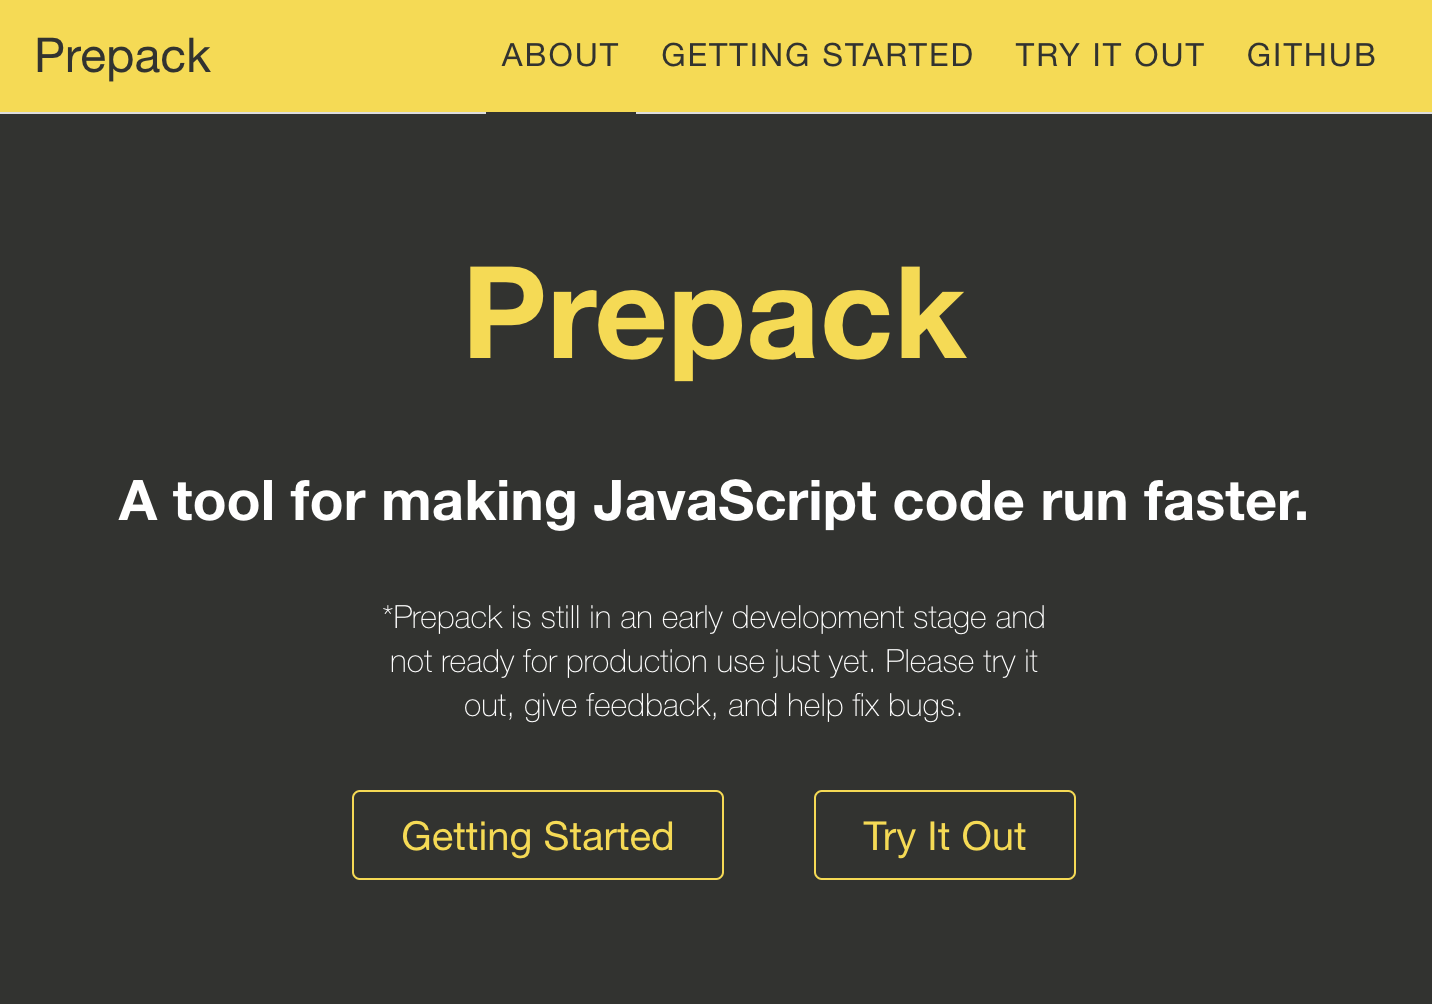 Prepack
ABOUT GETTING STARTED TRY IT OUT GITHUB
Prepack
A tool for making JavaScript code run faster.
*Prepack is still in an early development stage and
not ready for production use just yet. Please try it
out, give feedback, and help fix bugs.
Getting Started
Try It Out